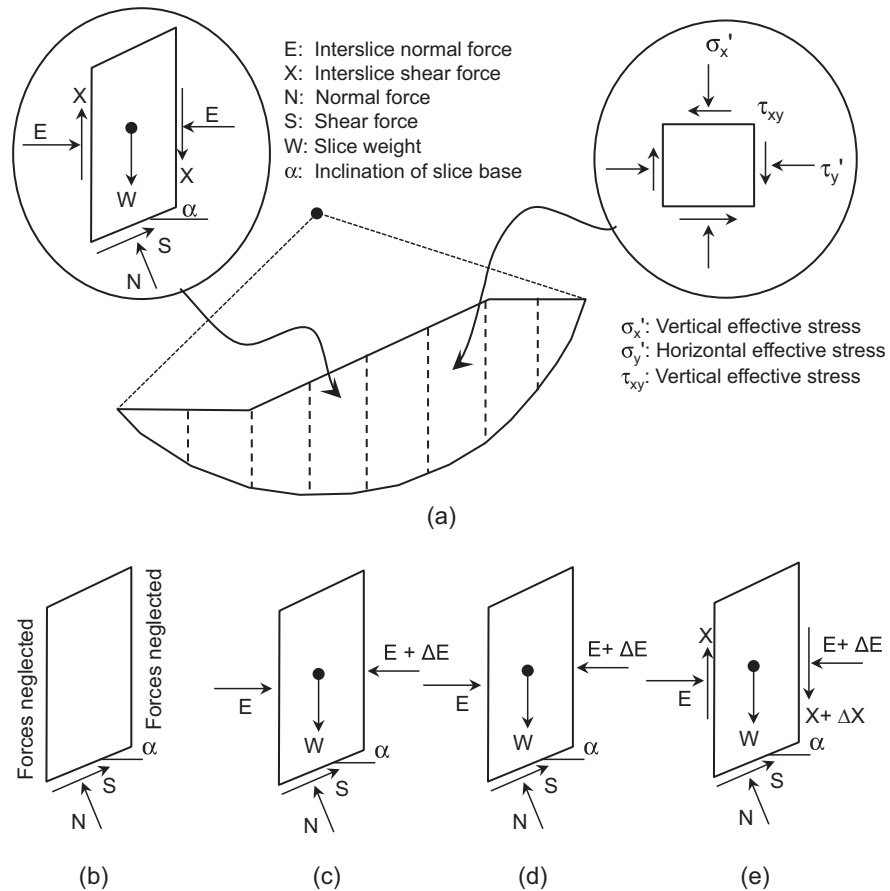 E: Interslice normal force
X: Interslice shear force
N: Normal force
S: Shear force
W: Slice weight
α: Inclination of slice base
X
E
E
W
X
α
S
N
σx'
τxy
τy'
σx': Vertical effective stress
σy': Horizontal effective stress
τxy: Vertical effective stress
(a)
Forces neglected
Forces neglected
α
S
N
(b)
E + ΔE
E
W
α
S
N
(c)
E+ ΔE
E
W
α
S
N
(d)
X
E+ ΔE
E
X+ ΔX
W
α
S
N
(e)